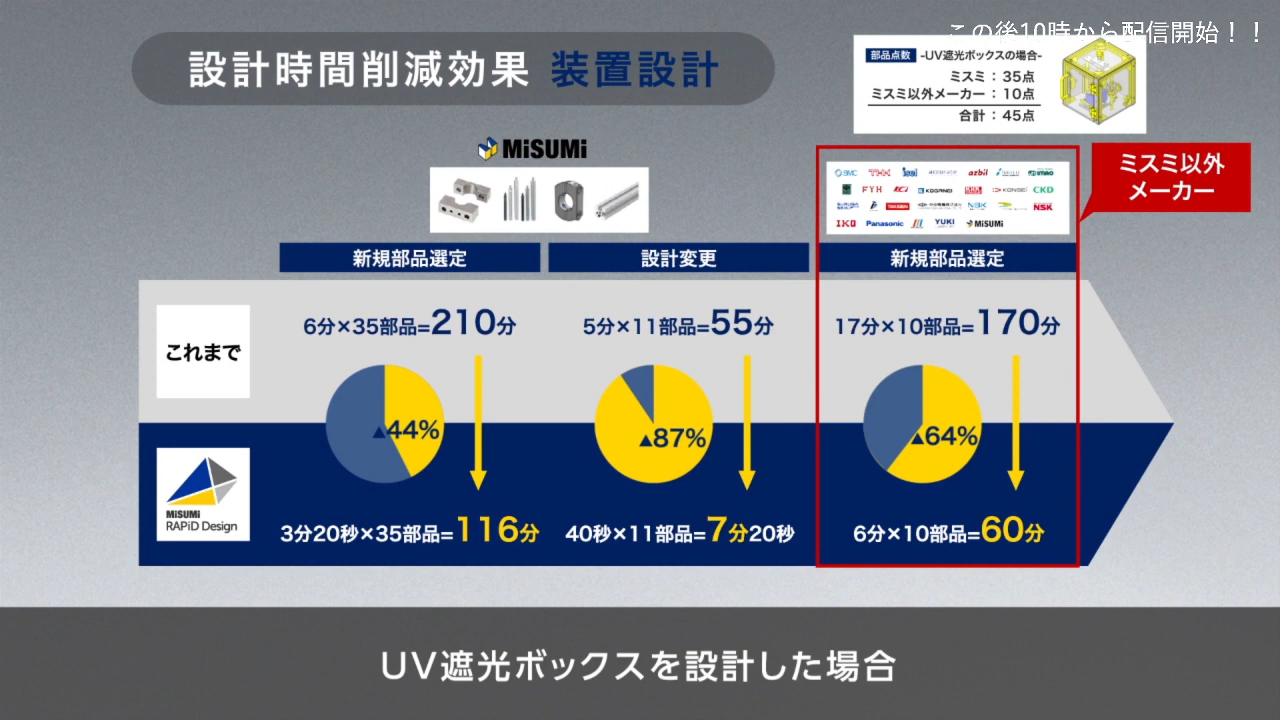 この後10時から配信開始！！
設計時間削減効果 装置設計
部品点数 -UV遮光ボックスの場合-
ミスミ：35点
ミスミ以外メーカー：10点
合計：45点
MiSUMi
ミスミ以外
メーカー
SMC THK azbil IMAO
FYH KCI KONSEI CKD
NBK NSK
IKO Panasonic YUKI MiSUMi
新規部品選定 設計変更 新規部品選定
これまで
6分×35部品=210分 5分×11部品=55分 17分×10部品=170分
▲44% ▲87% ▲64%
MiSUMi
RAPiD Design
3分20秒×35部品=116分 40秒×11部品=7分20秒 6分×10部品=60分
UV遮光ボックスを設計した場合